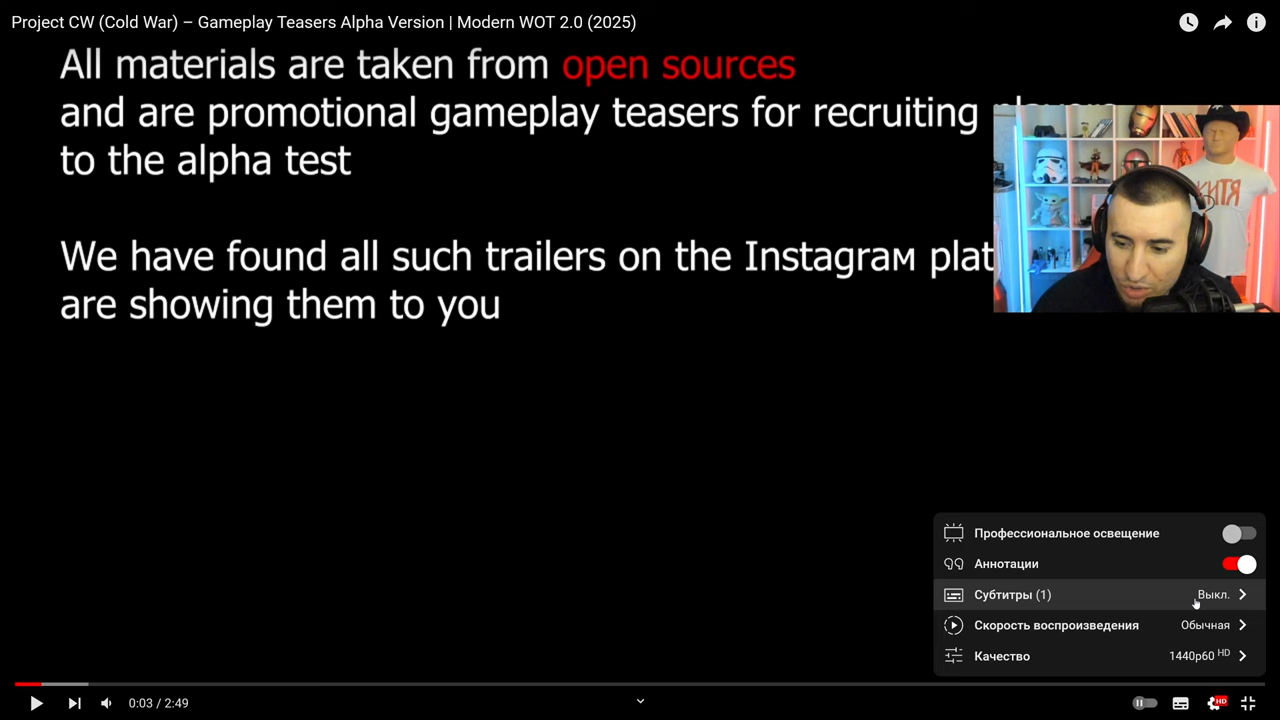 Project CW (Cold War) – Gameplay Teasers Alpha Version | Modern WOT 2.0 (2025)
All materials are taken from open sources
and are promotional gameplay teasers for recruiting
to the alpha test
We have found all such trailers on the Instagraм plat
are showing them to you
КИТЯ
Профессиональное освещение
Аннотации
Субтитры (1) Выкл.
Скорость воспроизведения Обычная
Качество 1440p60 HD
0:03 / 2:49
HD